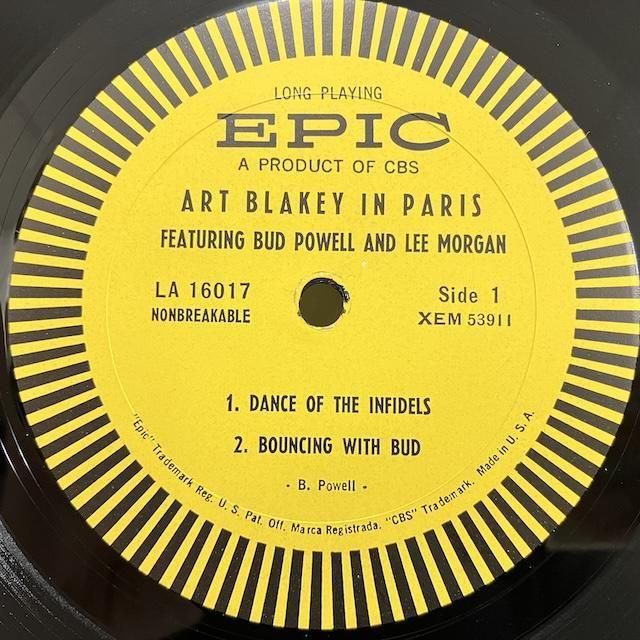 LONG PLAYING
EPIC
A PRODUCT OF CBS
ART BLAKEY IN PARIS
FEATURING BUD POWELL AND LEE MORGAN
LA 16017
NONBREAKABLE
Side 1
XEM 53911
1. DANCE OF THE INFIDELS
2. BOUNCING WITH BUD
- B. Powell -
"Epic" Trademark Reg. U. S. Pat. Off. Marca Registrada. "CBS" Trademark. Made in U. S. A.